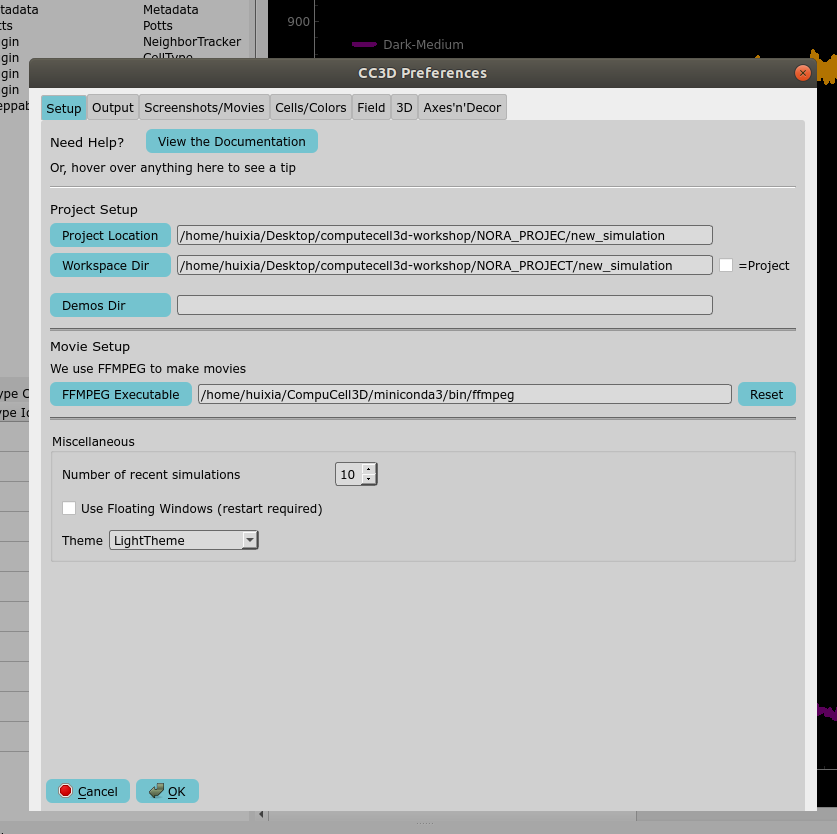 tadata Metadata
tts Potts
gin NeighborTracker
gin CellType
gin
gin
eppab
900
Dark-Medium
CC3D Preferences
Setup Output Screenshots/Movies Cells/Colors Field 3D Axes'n'Decor
Need Help? View the Documentation
Or, hover over anything here to see a tip
Project Setup
Project Location /home/huixia/Desktop/computecell3d-workshop/NORA_PROJEC/new_simulation
Workspace Dir /home/huixia/Desktop/computecell3d-workshop/NORA_PROJECT/new_simulation =Project
Demos Dir
Movie Setup
We use FFMPEG to make movies
ype C
FFMPEG Executable /home/huixia/CompuCell3D/miniconda3/bin/ffmpeg Reset
ype Id
Miscellaneous
Number of recent simulations 10
Use Floating Windows (restart required)
Theme LightTheme
Cancel OK